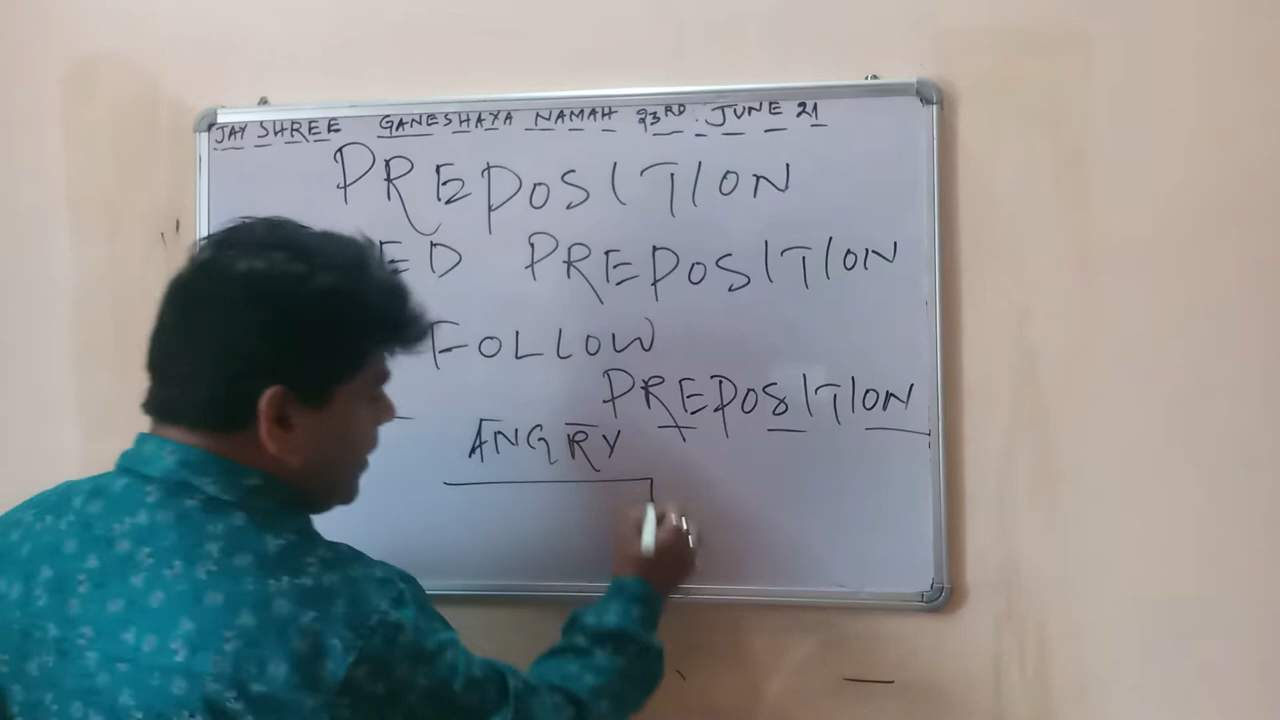 JAY SHREE GANESHAYA NAMAH 23RD. JUNE 21
PREPOSITION
ED PREPOSITION
FOLLOW
PREPOSITION
ANGRY